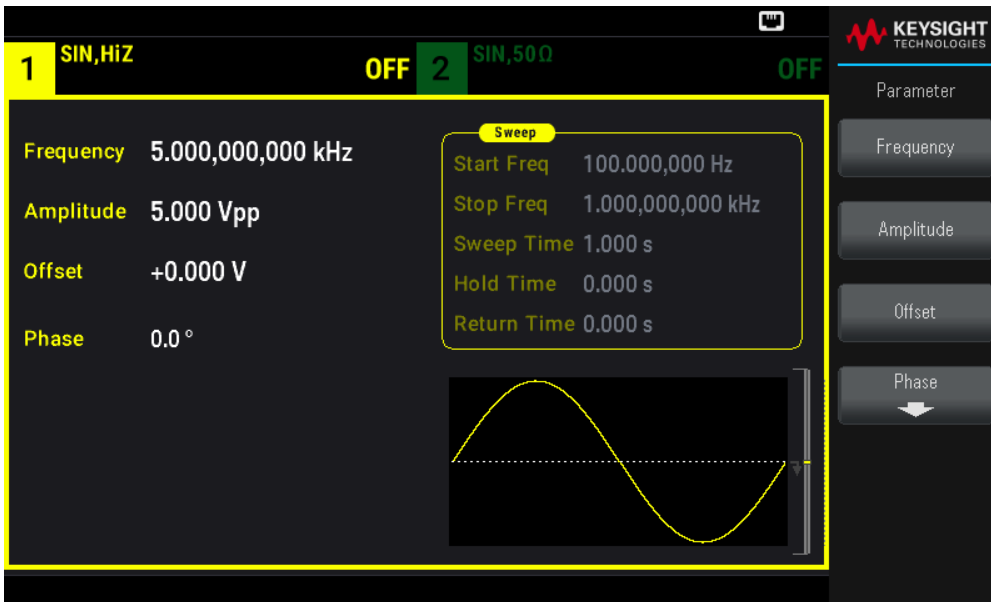 KEYSIGHT
TECHNOLOGIES
1 SIN,HiZ OFF 2 SIN,50Ω OFF
Parameter
Frequency 5.000,000,000 kHz
Amplitude 5.000 Vpp
Offset +0.000 V
Phase 0.0 °
Sweep
Start Freq 100.000,000 Hz
Stop Freq 1.000,000,000 kHz
Sweep Time 1.000 s
Hold Time 0.000 s
Return Time 0.000 s
Frequency
Amplitude
Offset
Phase